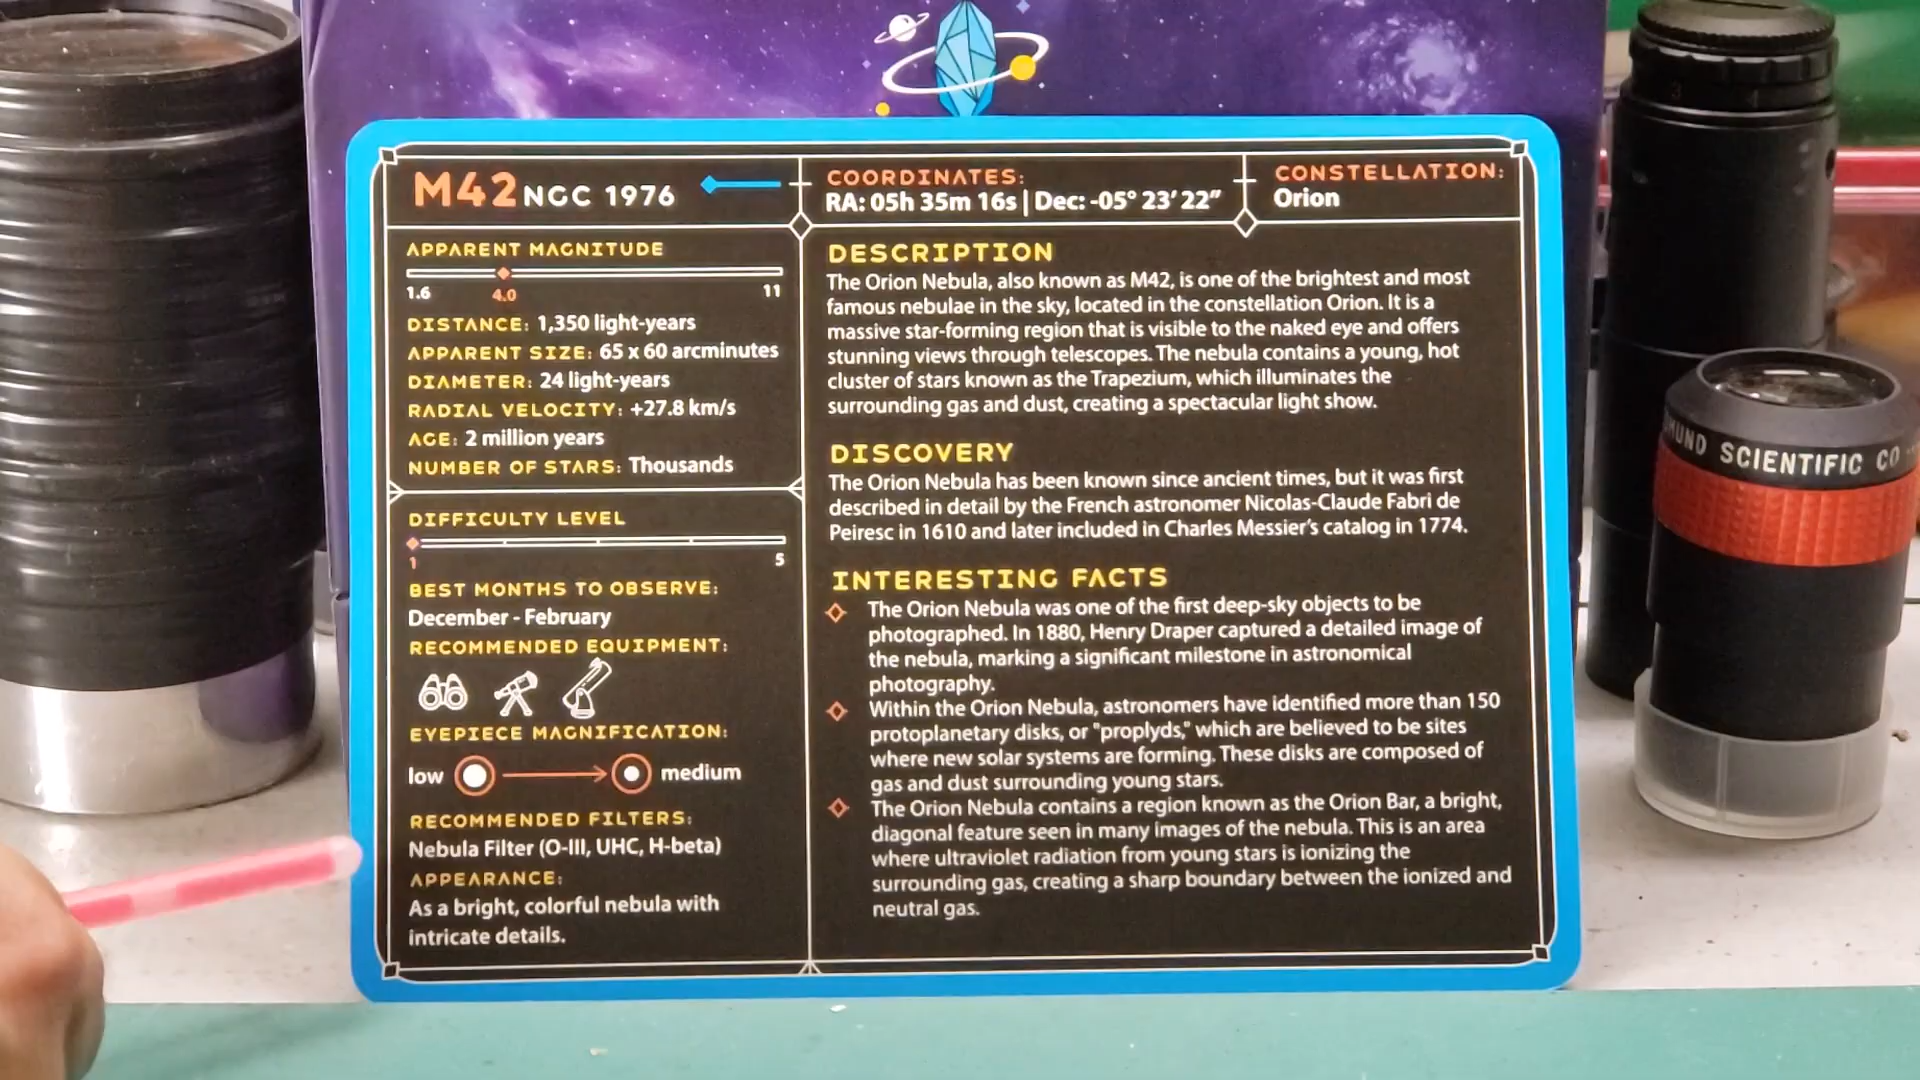 M42 NGC 1976
COORDINATES:
RA: 05h 35m 16s | Dec: -05° 23′ 22″
CONSTELLATION:
Orion
APPARENT MAGNITUDE
1.6 4.0 11
DISTANCE: 1,350 light-years
APPARENT SIZE: 65 x 60 arcminutes
DIAMETER: 24 light-years
RADIAL VELOCITY: +27.8 km/s
AGE: 2 million years
NUMBER OF STARS: Thousands
DIFFICULTY LEVEL
1 5
BEST MONTHS TO OBSERVE:
December - February
RECOMMENDED EQUIPMENT:
EYEPIECE MAGNIFICATION:
low medium
RECOMMENDED FILTERS:
Nebula Filter (O-III, UHC, H-beta)
APPEARANCE:
As a bright, colorful nebula with
intricate details.
DESCRIPTION
The Orion Nebula, also known as M42, is one of the brightest and most
famous nebulae in the sky, located in the constellation Orion. It is a
massive star-forming region that is visible to the naked eye and offers
stunning views through telescopes. The nebula contains a young, hot
cluster of stars known as the Trapezium, which illuminates the
surrounding gas and dust, creating a spectacular light show.
DISCOVERY
The Orion Nebula has been known since ancient times, but it was first
described in detail by the French astronomer Nicolas-Claude Fabri de
Peiresc in 1610 and later included in Charles Messier's catalog in 1774.
INTERESTING FACTS
The Orion Nebula was one of the first deep-sky objects to be
photographed. In 1880, Henry Draper captured a detailed image of
the nebula, marking a significant milestone in astronomical
photography.
Within the Orion Nebula, astronomers have identified more than 150
protoplanetary disks, or "proplyds," which are believed to be sites
where new solar systems are forming. These disks are composed of
gas and dust surrounding young stars.
The Orion Nebula contains a region known as the Orion Bar, a bright,
diagonal feature seen in many images of the nebula. This is an area
where ultraviolet radiation from young stars is ionizing the
surrounding gas, creating a sharp boundary between the ionized and
neutral gas.
SCIENTIFIC CO